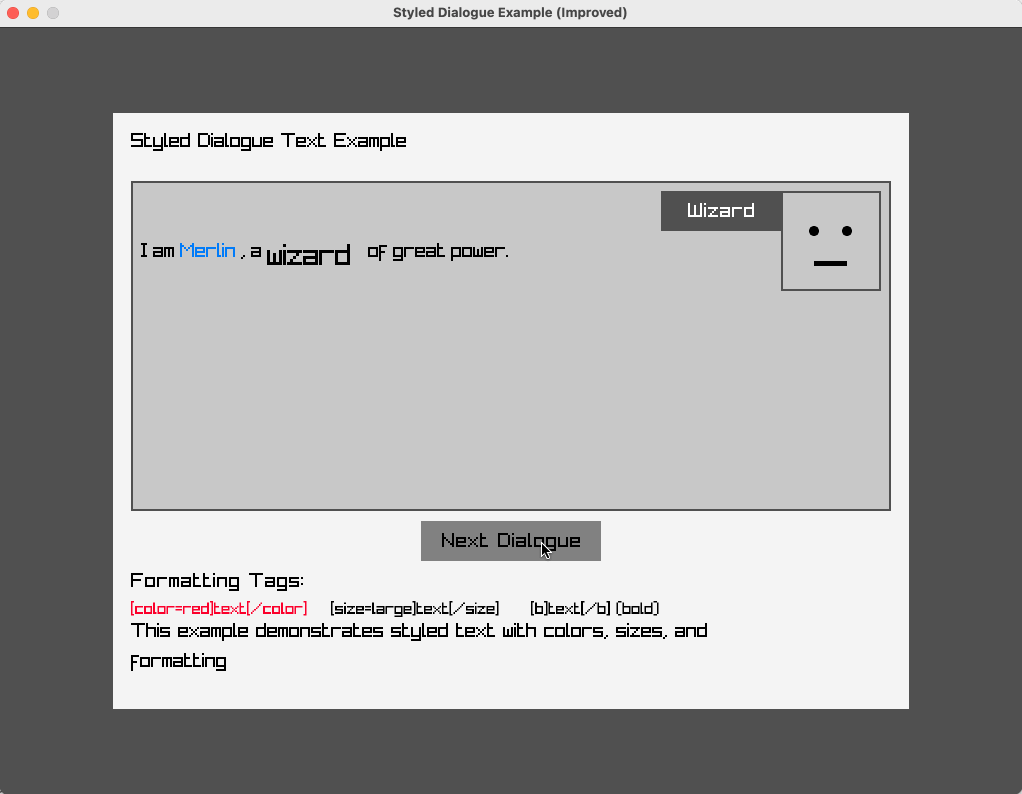 Styled Dialogue Example (Improved)
Styled Dialogue Text Example
Wizard
I am Merlin , a wizard of great power.
Next Dialogue
Formatting Tags:
[color=red]text[/color] [size=large]text[/size] [b]text[/b] (bold)
This example demonstrates styled text with colors, sizes, and
formatting